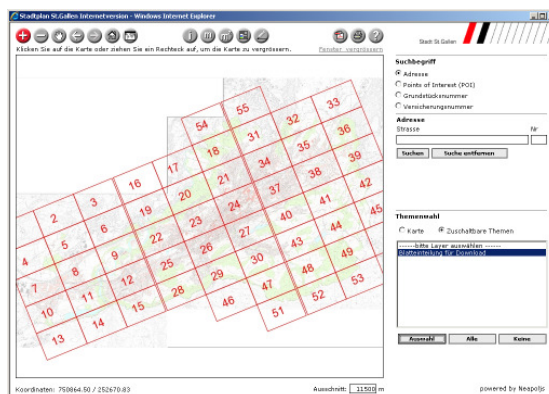 Stadtplan St.Gallen Internetversion - Windows Internet Explorer
Klicken Sie auf die Karte oder ziehen Sie ein Rechteck auf, um die Karte zu vergrössern.
Fenster vergrössern
Stadt St.Gallen
Suchbegriff
Adresse
Points of Interest (POI)
Grundstücksnummer
Versicherungsnummer
Adresse
Strasse Nr
Suchen Suche entfernen
Themenwahl
Karte Zuschaltbare Themen
------bitte Layer auswählen ------
Blatteinteilung für Download
Auswahl Alle Keine
54 55
16 17 18 31 32 33
2 3 19 20 21 34 35 36
4 5 6 22 23 24 37 38 39
7 8 9 25 26 27 40 41 42
10 11 12 28 29 30 43 44 45
13 14 15 46 47 48 49
51 52 53
Koordinaten: 750864.50 / 252670.83
Ausschnitt: 11500 m
powered by Neapolis